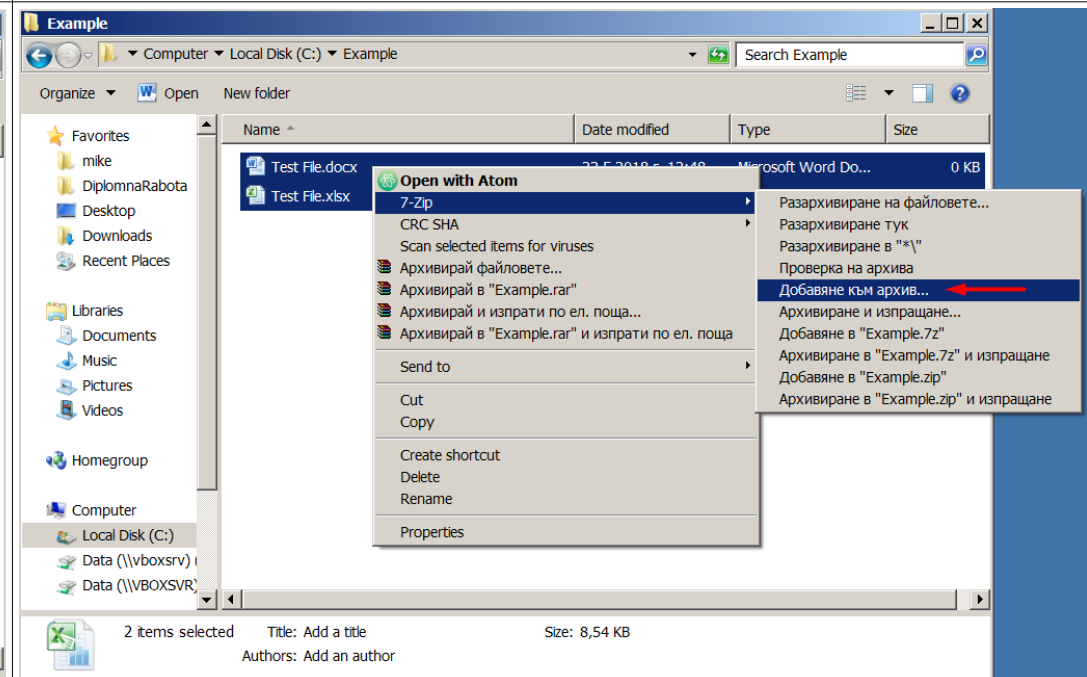 Example
Computer Local Disk (C:) Example
Search Example
Organize Open New folder
Name Date modified Type Size
Favorites
mike
DiplomnaRabota
Desktop
Downloads
Recent Places
Libraries
Documents
Music
Pictures
Videos
Homegroup
Computer
Local Disk (C:)
Data (\\vboxsrv) (
Data (\\VBOXSVR)
Test File.docx 22.5.2018 г. 12:48 Microsoft Word Do... 0 KB
Test File.xlsx
Open with Atom
7-Zip
CRC SHA
Scan selected items for viruses
Архивирай файловете...
Архивирай в "Example.rar"
Архивирай и изпрати по ел. поща...
Архивирай в "Example.rar" и изпрати по ел. поща
Send to
Cut
Copy
Create shortcut
Delete
Rename
Properties
Разархивиране на файловете...
Разархивиране тук
Разархивиране в "*\"
Проверка на архива
Добавяне към архив...
Архивиране и изпращане...
Добавяне в "Example.7z"
Архивиране в "Example.7z" и изпращане
Добавяне в "Example.zip"
Архивиране в "Example.zip" и изпращане
2 items selected Title: Add a title Size: 8,54 KB
Authors: Add an author